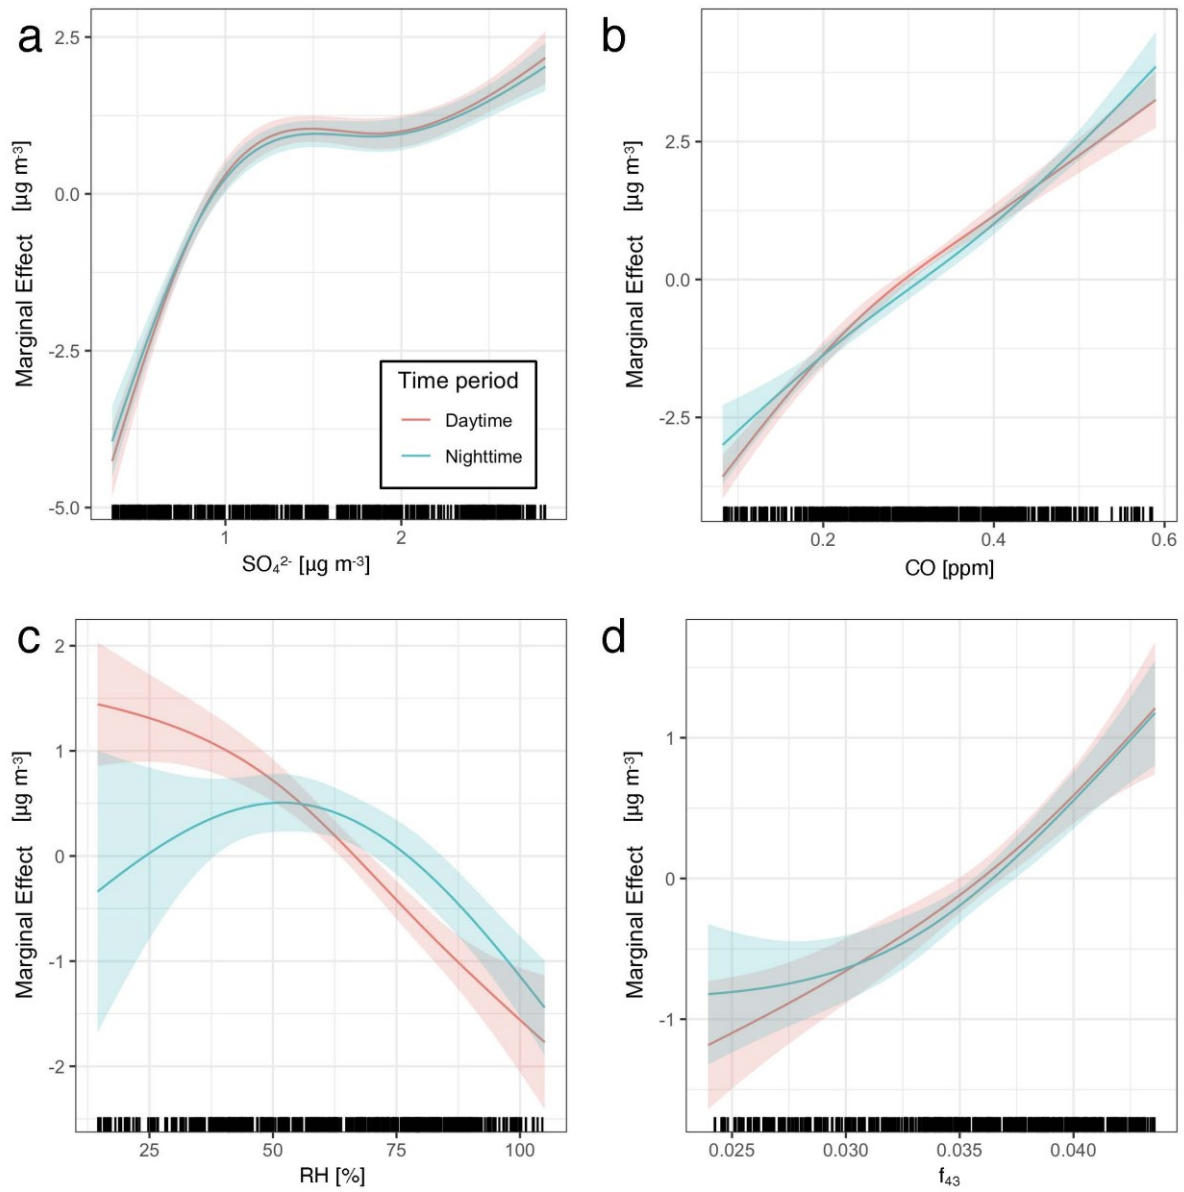 a
2.5
0.0
-2.5
-5.0
Marginal Effect [µg m⁻³]
Time period
Daytime
Nighttime
1 2
SO₄²⁻ [µg m⁻³]
b
2.5
0.0
-2.5
Marginal Effect [µg m⁻³]
0.2 0.4 0.6
CO [ppm]
c
2
1
0
-1
-2
Marginal Effect [µg m⁻³]
25 50 75 100
RH [%]
d
1
0
-1
Marginal Effect [µg m⁻³]
0.025 0.030 0.035 0.040
f₄₃